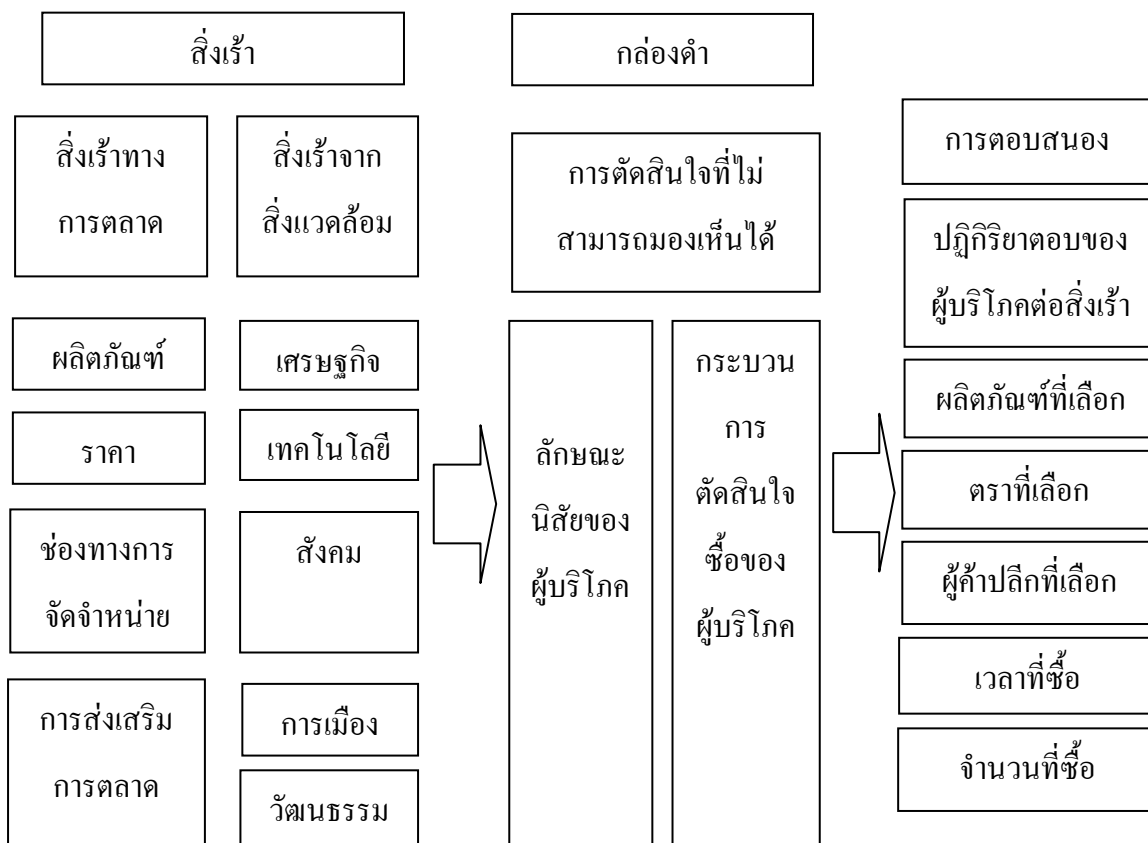 สิ่งเร้า
กล่องดำ
สิ่งเร้าทาง
การตลาด
สิ่งเร้าจาก
สิ่งแวดล้อม
การตัดสินใจที่ไม่
สามารถมองเห็นได้
การตอบสนอง
ปฏิกิริยาตอบของ
ผู้บริโภคต่อสิ่งเร้า
ผลิตภัณฑ์
ราคา
ช่องทางการ
จัดจำหน่าย
การส่งเสริม
การตลาด
เศรษฐกิจ
เทคโนโลยี
สังคม
การเมือง
วัฒนธรรม
ลักษณะ
นิสัยของ
ผู้บริโภค
กระบวน
การ
ตัดสินใจ
ซื้อของ
ผู้บริโภค
ผลิตภัณฑ์ที่เลือก
ตราที่เลือก
ผู้ค้าปลีกที่เลือก
เวลาที่ซื้อ
จำนวนที่ซื้อ